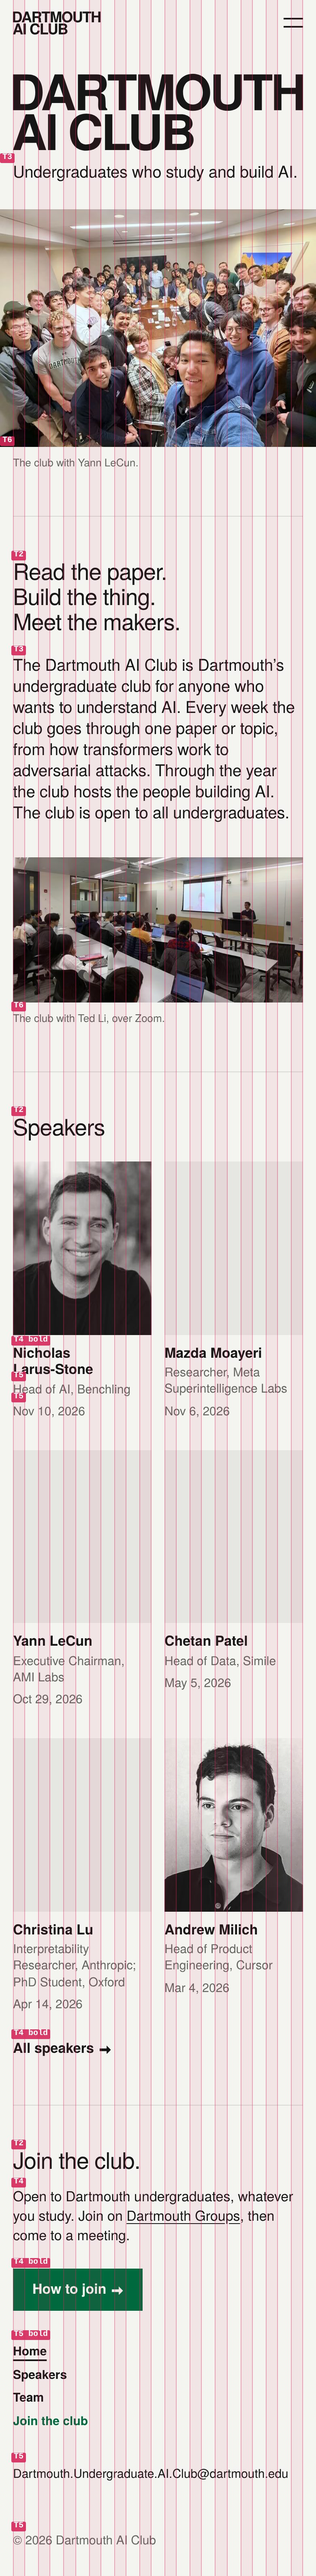 DARTMOUTH
AI CLUB
DARTMOUTH
AI CLUB
T3
Undergraduates who study and build AI.
DARTMOUTH
T6
The club with Yann LeCun.
T2
Read the paper.
Build the thing.
Meet the makers.
T3
The Dartmouth AI Club is Dartmouth's
undergraduate club for anyone who
wants to understand AI. Every week the
club goes through one paper or topic,
from how transformers work to
adversarial attacks. Through the year
the club hosts the people building AI.
The club is open to all undergraduates.
T6
The club with Ted Li, over Zoom.
T2
Speakers
T4 bold
Nicholas
Larus-Stone
T5
Head of AI, Benchling
T5
Nov 10, 2026
Mazda Moayeri
Researcher, Meta
Superintelligence Labs
Nov 6, 2026
Yann LeCun
Executive Chairman,
AMI Labs
Oct 29, 2026
Chetan Patel
Head of Data, Simile
May 5, 2026
Christina Lu
Interpretability
Researcher, Anthropic;
PhD Student, Oxford
Apr 14, 2026
Andrew Milich
Head of Product
Engineering, Cursor
Mar 4, 2026
T4 bold
All speakers →
T2
Join the club.
T4
Open to Dartmouth undergraduates, whatever
you study. Join on Dartmouth Groups, then
come to a meeting.
T4 bold
How to join →
T5 bold
Home
Speakers
Team
Join the club
T5
Dartmouth.Undergraduate.AI.Club@dartmouth.edu
T5
© 2026 Dartmouth AI Club